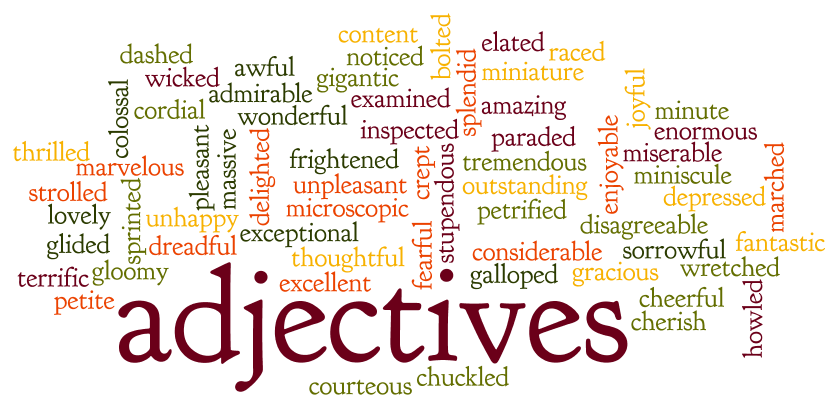 content
bolted
elated
raced
dashed
noticed
splendid
wicked
awful
gigantic
miniature
colossal
cordial
admirable
examined
amazing
joyful
minute
wonderful
inspected
paraded
enormous
thrilled
marvelous
pleasant
massive
delighted
frightened
crept
stupendous
tremendous
enjoyable
miserable
marched
strolled
sprinted
unpleasant
outstanding
miniscule
depressed
lovely
unhappy
microscopic
petrified
disagreeable
glided
dreadful
exceptional
fearful
considerable
sorrowful
fantastic
terrific
gloomy
thoughtful
galloped
gracious
wretched
petite
excellent
cheerful
howled
adjectives
cherish
courteous
chuckled